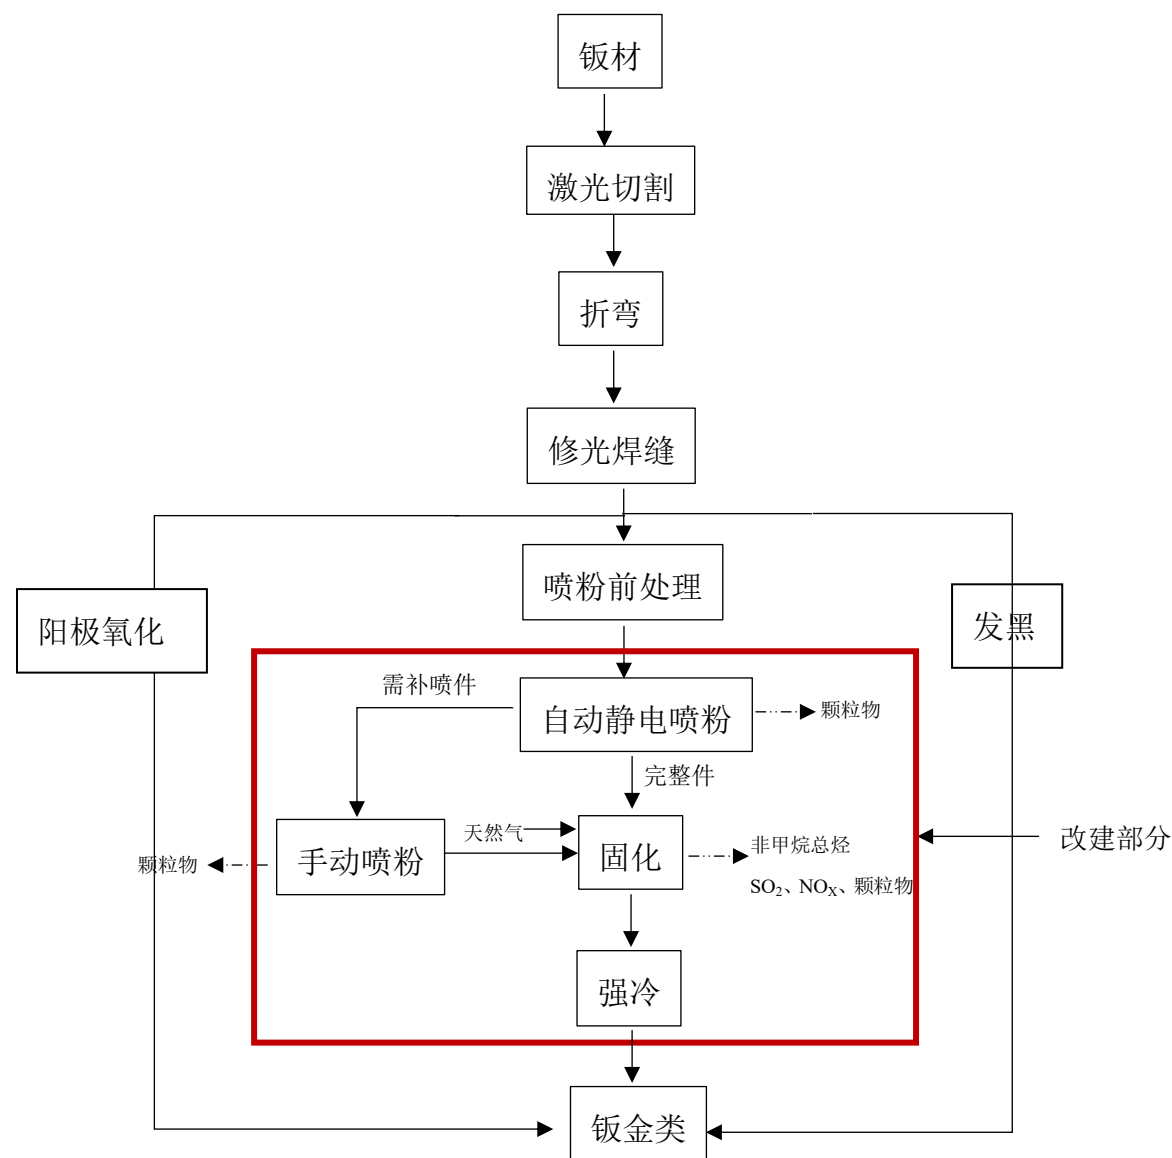 钣材
激光切割
折弯
修光焊缝
喷粉前处理
阳极氧化
发黑
需补喷件
自动静电喷粉
颗粒物
完整件
天然气
手动喷粉
颗粒物
固化
非甲烷总烃
SO₂、NOX、颗粒物
改建部分
强冷
钣金类